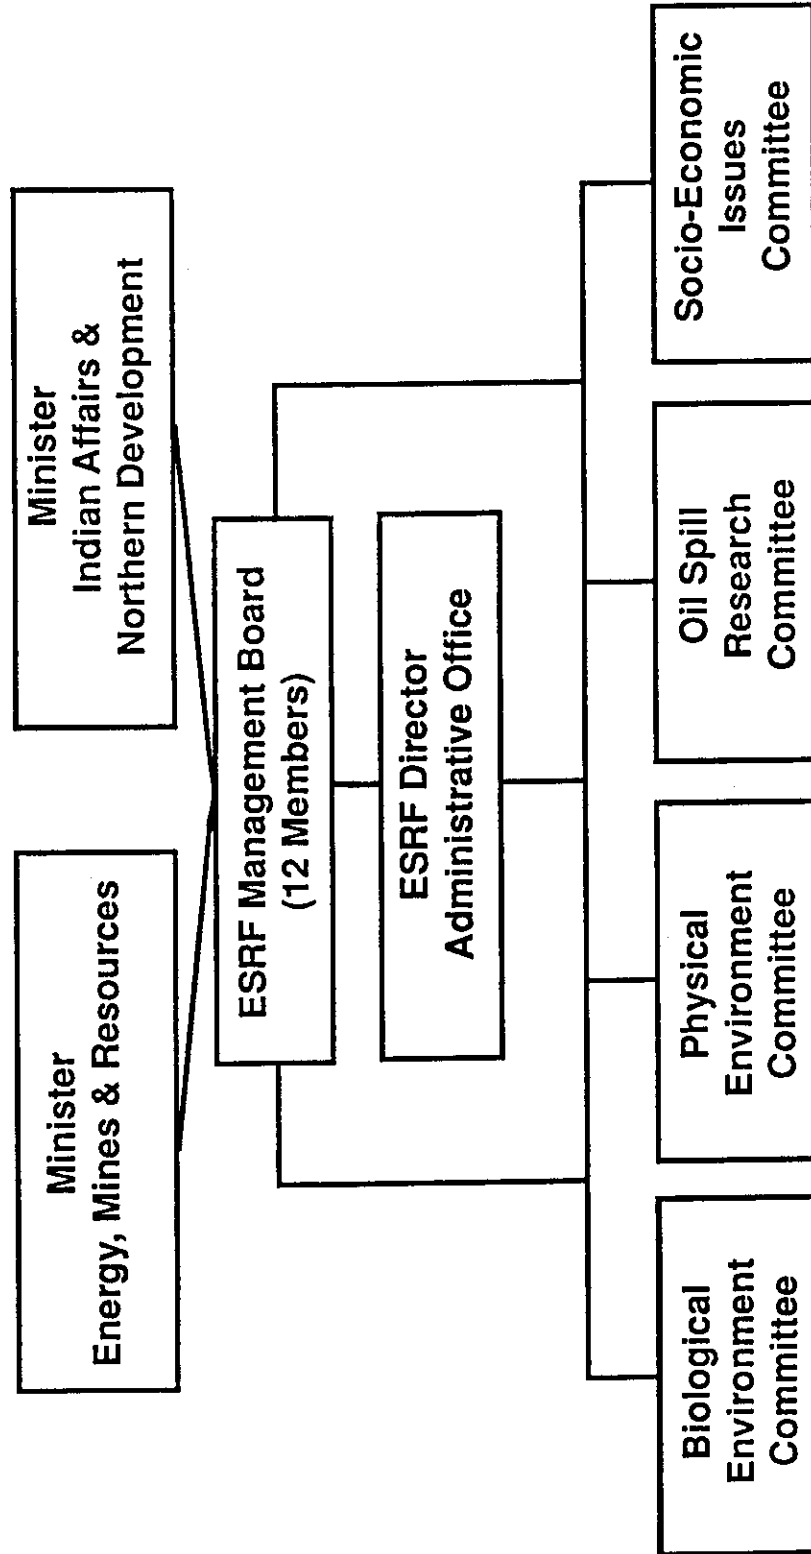 Minister
Energy, Mines & Resources
Minister
Indian Affairs &
Northern Development
ESRF Management Board
(12 Members)
ESRF Director
Administrative Office
Biological
Environment
Committee
Physical
Environment
Committee
Oil Spill
Research
Committee
Socio-Economic
Issues
Committee